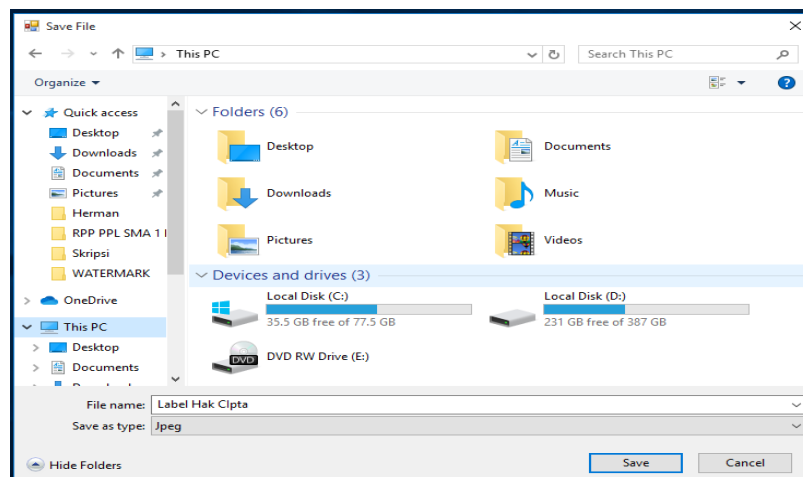 Save File
This PC
Search This PC
Organize
Quick access
Desktop
Downloads
Documents
Pictures
Herman
RPP PPL SMA 1 I
Skripsi
WATERMARK
OneDrive
This PC
Desktop
Documents
Folders (6)
Desktop
Documents
Downloads
Music
Pictures
Videos
Devices and drives (3)
Local Disk (C:)
35.5 GB free of 77.5 GB
Local Disk (D:)
231 GB free of 387 GB
DVD
DVD RW Drive (E:)
File name: Label Hak CIpta
Save as type: Jpeg
Hide Folders
Save
Cancel